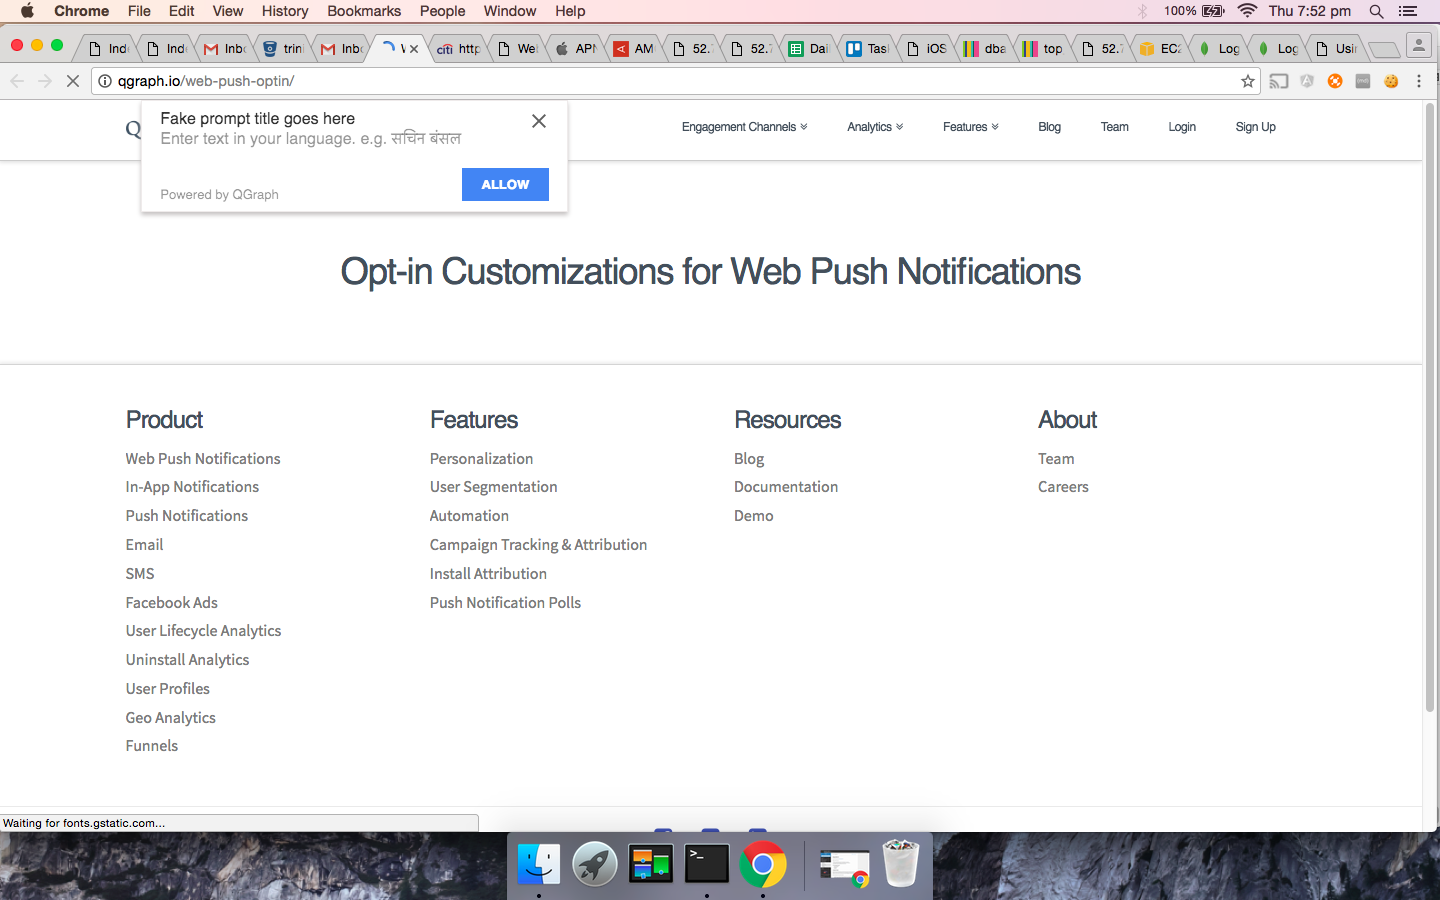 Chrome File Edit View History Bookmarks People Window Help 100% Thu 7:52 pm
Ind Ind Inb trini Inb http We APN AM 52. 52. Dai Tas iOS dba top 52. EC2 Log Log Usi
qgraph.io/web-push-optin/
Fake prompt title goes here
Enter text in your language. e.g. सचिन बंसल
ALLOW
Powered by QGraph
Q
Engagement Channels Analytics Features Blog Team Login Sign Up
Opt-in Customizations for Web Push Notifications
Product
Web Push Notifications
In-App Notifications
Push Notifications
Email
SMS
Facebook Ads
User Lifecycle Analytics
Uninstall Analytics
User Profiles
Geo Analytics
Funnels
Features
Personalization
User Segmentation
Automation
Campaign Tracking & Attribution
Install Attribution
Push Notification Polls
Resources
Blog
Documentation
Demo
About
Team
Careers
Waiting for fonts.gstatic.com...